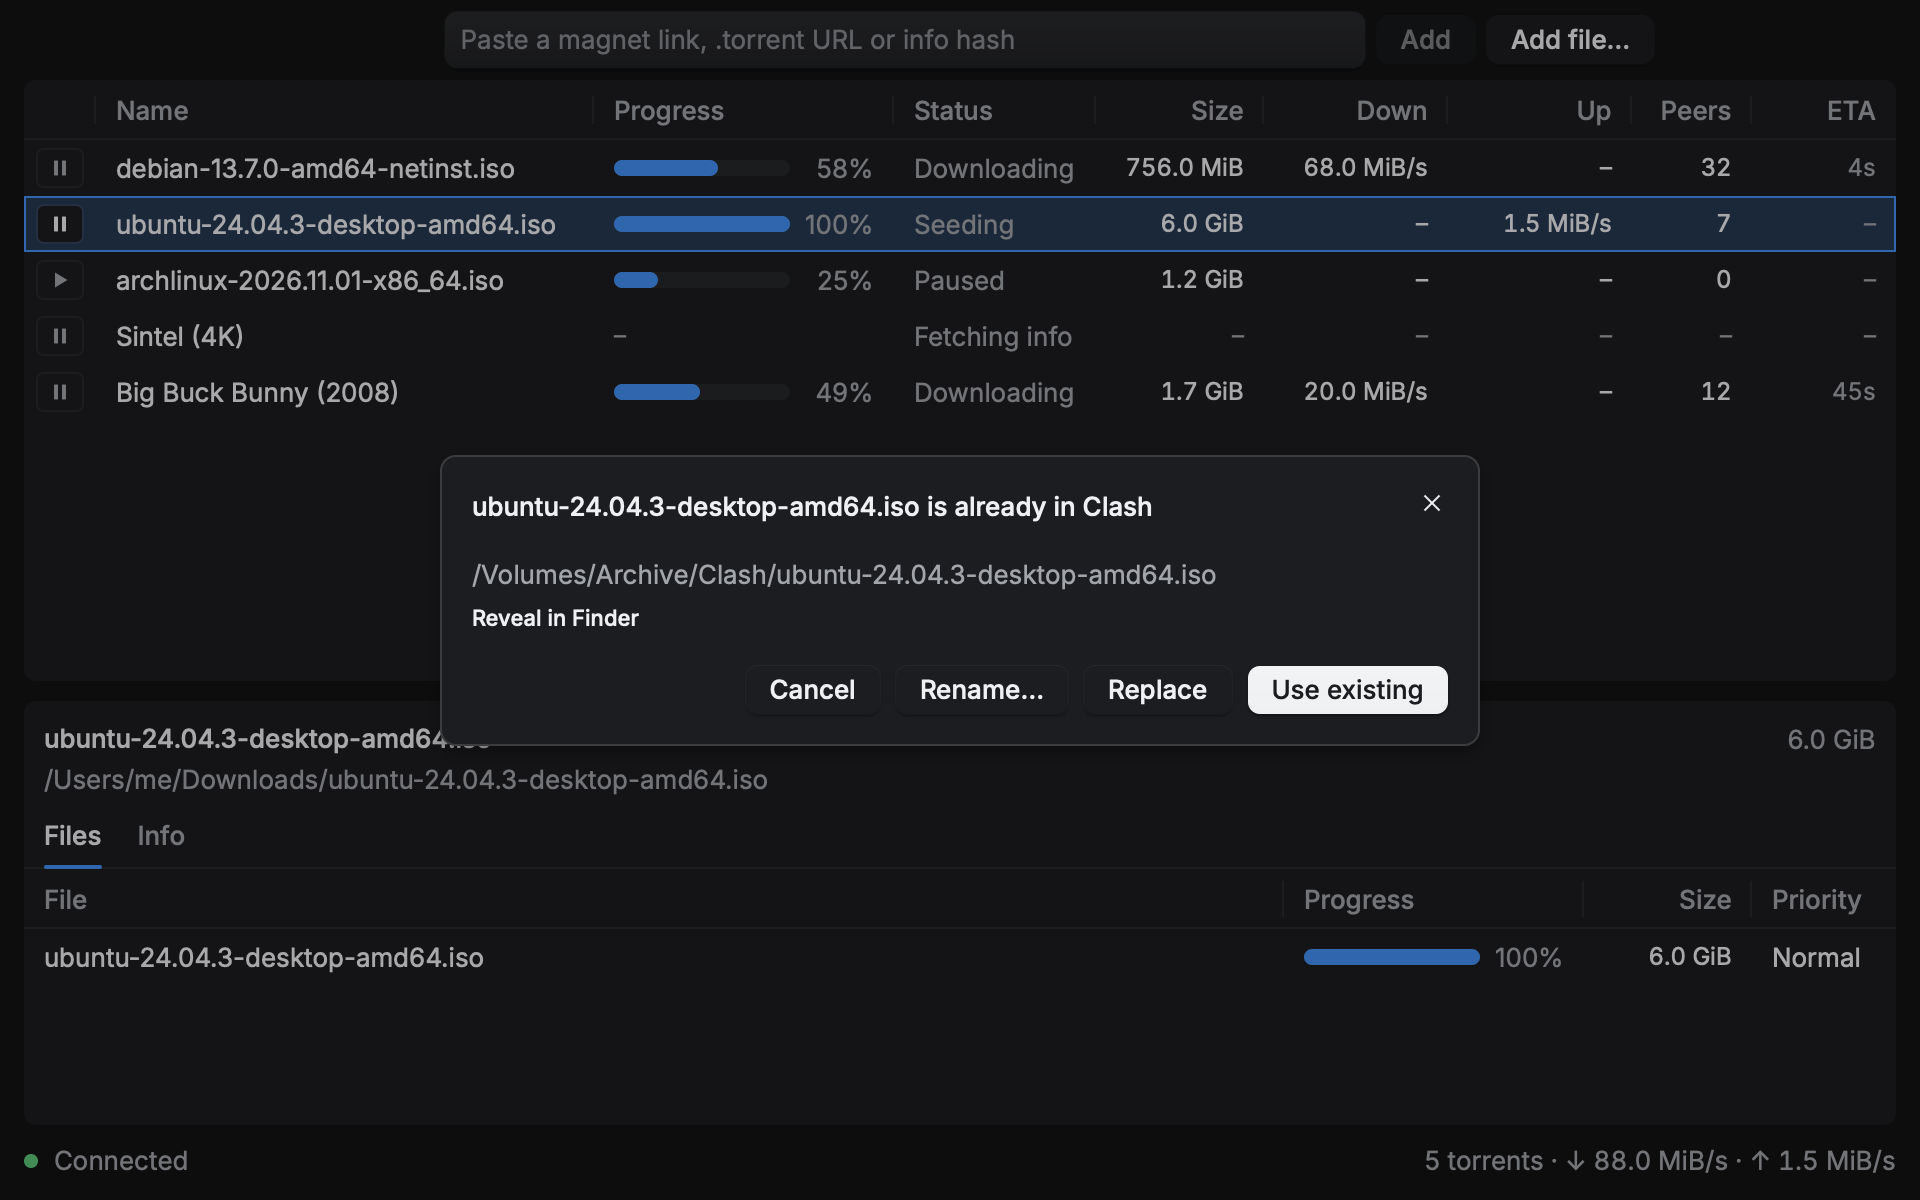 Paste a magnet link, .torrent URL or info hash Add Add file...
Name Progress Status Size Down Up Peers ETA
debian-13.7.0-amd64-netinst.iso 58% Downloading 756.0 MiB 68.0 MiB/s – 32 4s
ubuntu-24.04.3-desktop-amd64.iso 100% Seeding 6.0 GiB – 1.5 MiB/s 7 –
archlinux-2026.11.01-x86_64.iso 25% Paused 1.2 GiB – – 0 –
Sintel (4K) – Fetching info – – – – –
Big Buck Bunny (2008) 49% Downloading 1.7 GiB 20.0 MiB/s – 12 45s
ubuntu-24.04.3-desktop-amd64.iso is already in Clash
/Volumes/Archive/Clash/ubuntu-24.04.3-desktop-amd64.iso
Reveal in Finder
Cancel Rename... Replace Use existing
ubuntu-24.04.3-desktop-amd64.iso 6.0 GiB
/Users/me/Downloads/ubuntu-24.04.3-desktop-amd64.iso
Files Info
File Progress Size Priority
ubuntu-24.04.3-desktop-amd64.iso 100% 6.0 GiB Normal
Connected 5 torrents · ↓ 88.0 MiB/s · ↑ 1.5 MiB/s